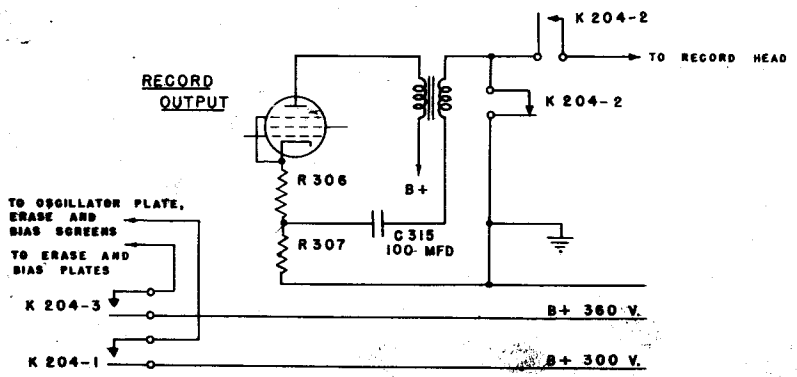 K 204-2
TO RECORD HEAD
RECORD
OUTPUT
K 204-2
R 306
B+
TO OSCILLATOR PLATE,
ERASE AND
BIAS SCREENS
R 307
C 315
100- MFD
TO ERASE AND
BIAS PLATES
K 204-3
B+ 360 V.
K 204-1
B+ 300 V.